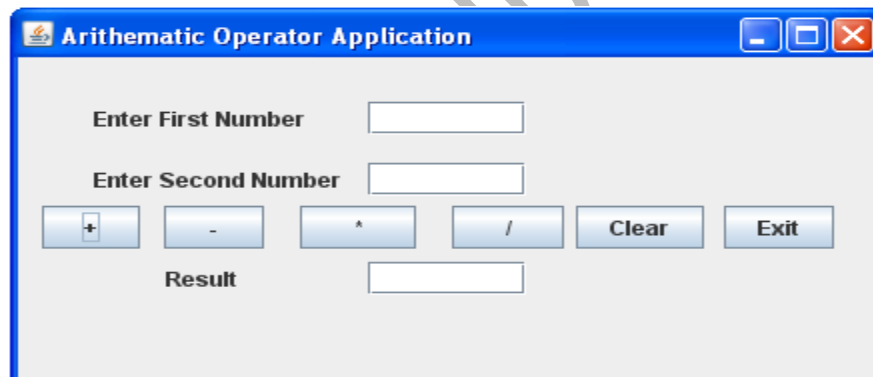 Arithematic Operator Application
Enter First Number
Enter Second Number
+ - * / Clear Exit
Result